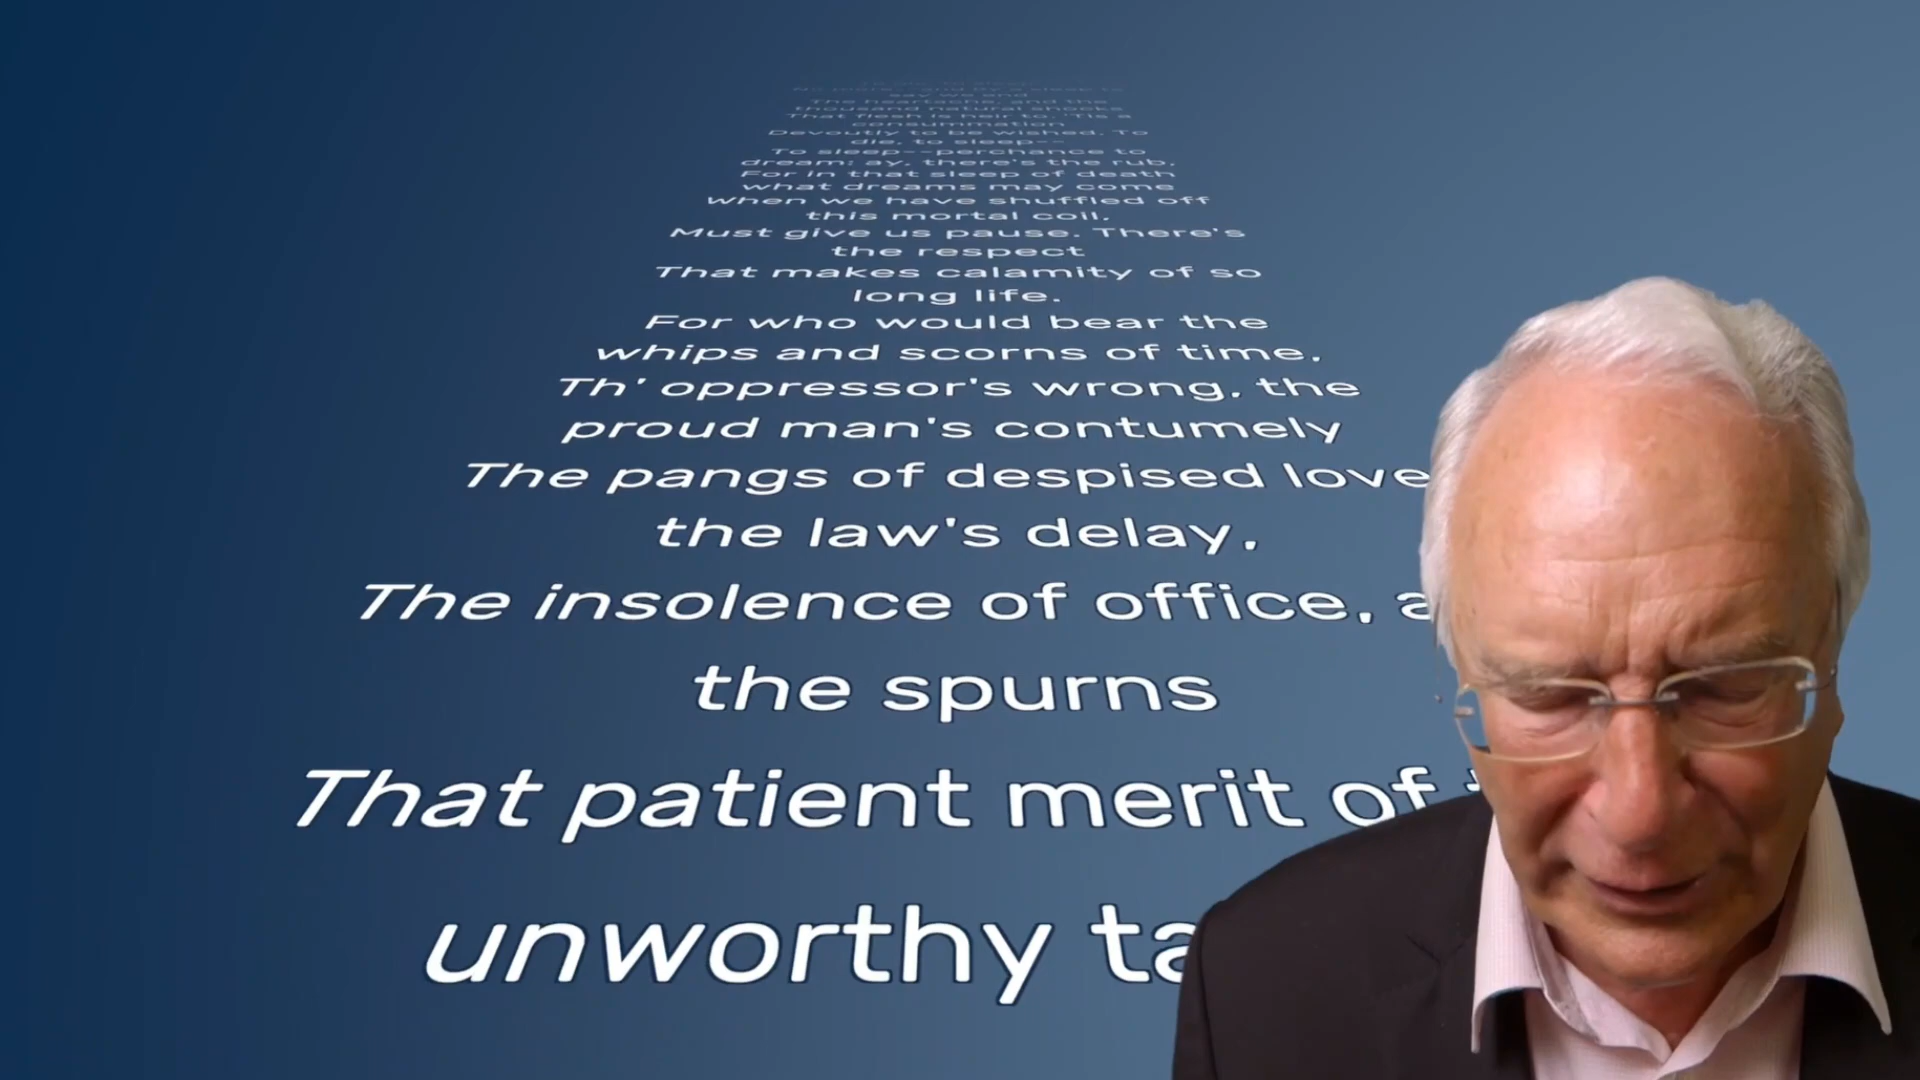 No more--and by a sleep to
say we end
The heartache, and the
thousand natural shocks
That flesh is heir to. 'Tis a
consummation
Devoutly to be wished. To
die, to sleep--
To sleep--perchance to
dream: ay, there's the rub,
For in that sleep of death
what dreams may come
When we have shuffled off
this mortal coil,
Must give us pause. There's
the respect
That makes calamity of so
long life.
For who would bear the
whips and scorns of time,
Th' oppressor's wrong, the
proud man's contumely
The pangs of despised love
the law's delay,
The insolence of office, a
the spurns
That patient merit of
unworthy ta